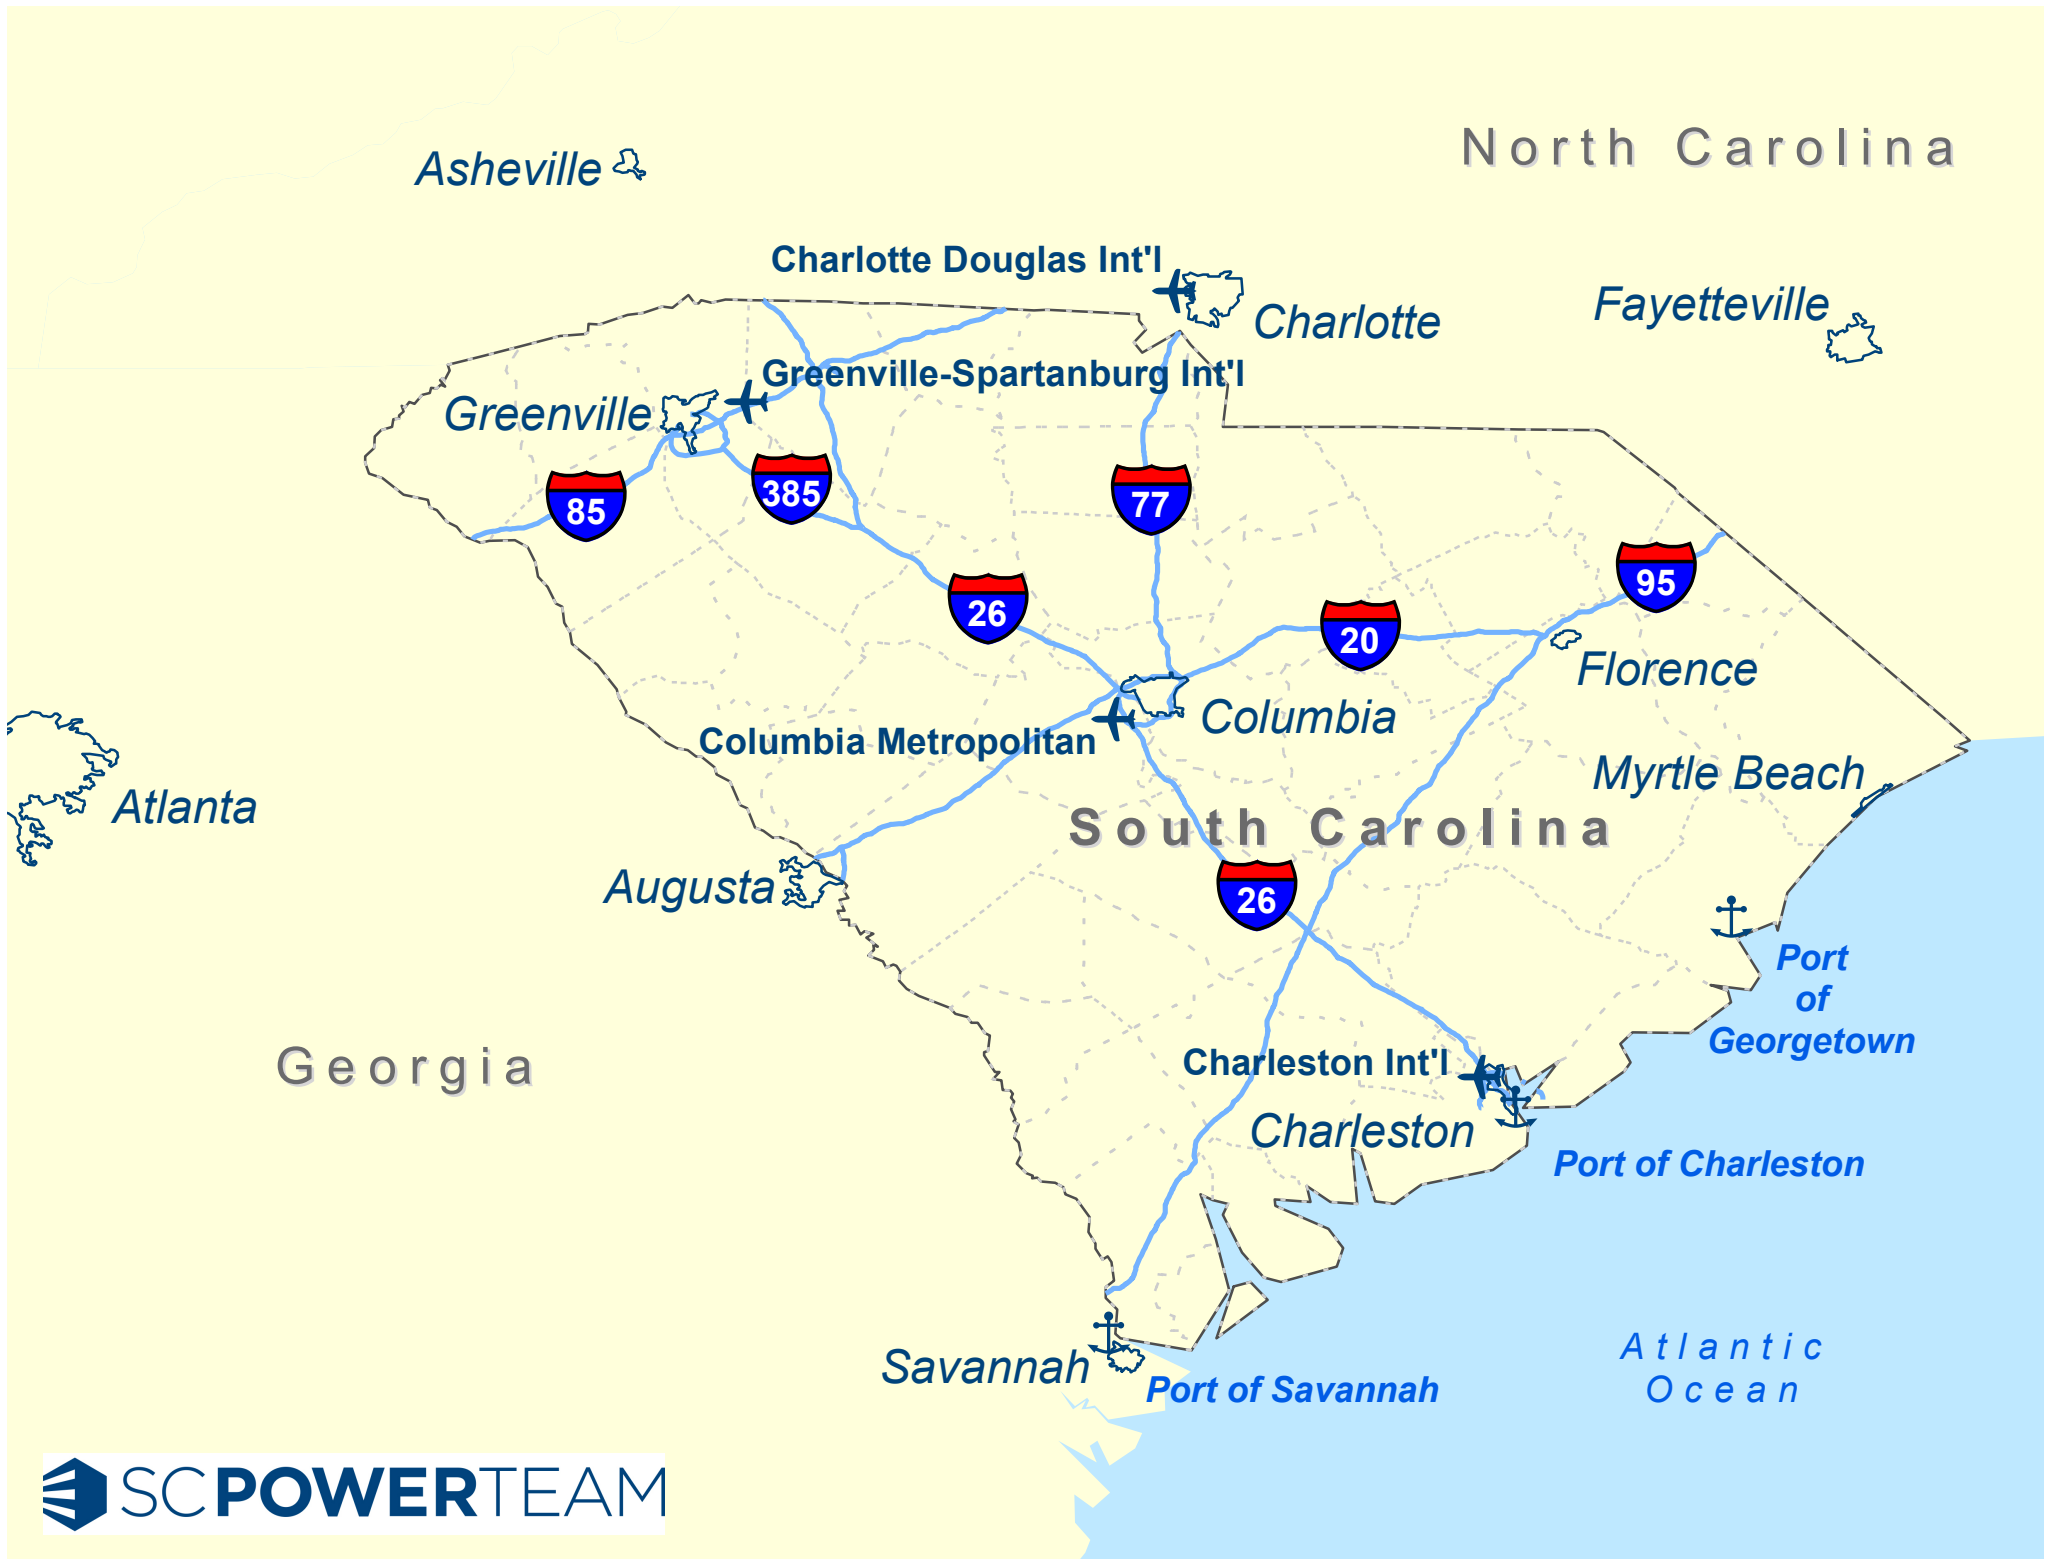 North Carolina
Asheville
Charlotte Douglas Int'l
Fayetteville
Charlotte
Greenville-Spartanburg Int'l
Greenville
385
77
85
95
26
20
Florence
Columbia
Columbia Metropolitan
Myrtle Beach
Atlanta
South Carolina
Augusta
26
Port
of
Georgetown
Georgia
Charleston Int'l
Charleston
Port of Charleston
Atlantic
Ocean
Savannah
Port of Savannah
SCPOWERTEAM